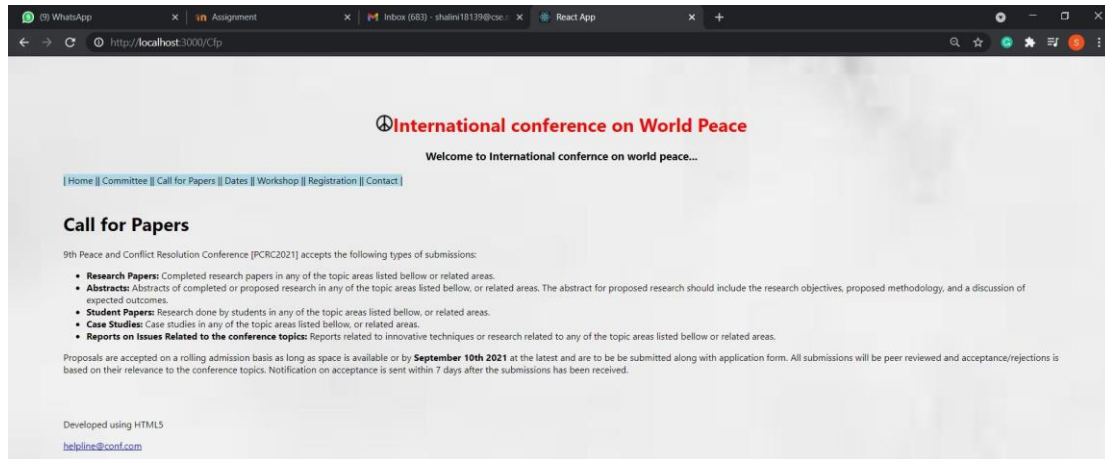 (9) WhatsApp
Assignment
Inbox (683) - shalini18139@cse.
React App
http://localhost:3000/Cfp
S
International conference on World Peace
Welcome to International confernce on world peace...
| Home || Committee || Call for Papers || Dates || Workshop || Registration || Contact |
Call for Papers
9th Peace and Conflict Resolution Conference [PCRC2021] accepts the following types of submissions:
• Research Papers: Completed research papers in any of the topic areas listed bellow or related areas.
• Abstracts: Abstracts of completed or proposed research in any of the topic areas listed bellow, or related areas. The abstract for proposed research should include the research objectives, proposed methodology, and a discussion of
expected outcomes.
• Student Papers: Research done by students in any of the topic areas listed bellow, or related areas.
• Case Studies: Case studies in any of the topic areas listed bellow, or related areas.
• Reports on Issues Related to the conference topics: Reports related to innovative techniques or research related to any of the topic areas listed bellow or related areas.
Proposals are accepted on a rolling admission basis as long as space is available or by September 10th 2021 at the latest and are to be be submitted along with application form. All submissions will be peer reviewed and acceptance/rejections is
based on their relevance to the conference topics. Notification on acceptance is sent within 7 days after the submissions has been received.
Developed using HTML5
helpline@conf.com